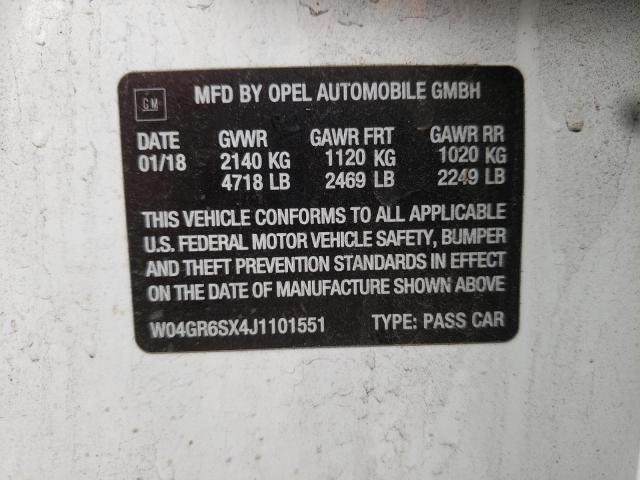 GM MFD BY OPEL AUTOMOBILE GMBH
DATE GVWR GAWR FRT GAWR RR
01/18 2140 KG 1120 KG 1020 KG
4718 LB 2469 LB 2249 LB
THIS VEHICLE CONFORMS TO ALL APPLICABLE
U.S. FEDERAL MOTOR VEHICLE SAFETY, BUMPER
AND THEFT PREVENTION STANDARDS IN EFFECT
ON THE DATE OF MANUFACTURE SHOWN ABOVE
W04GR6SX4J1101551 TYPE: PASS CAR